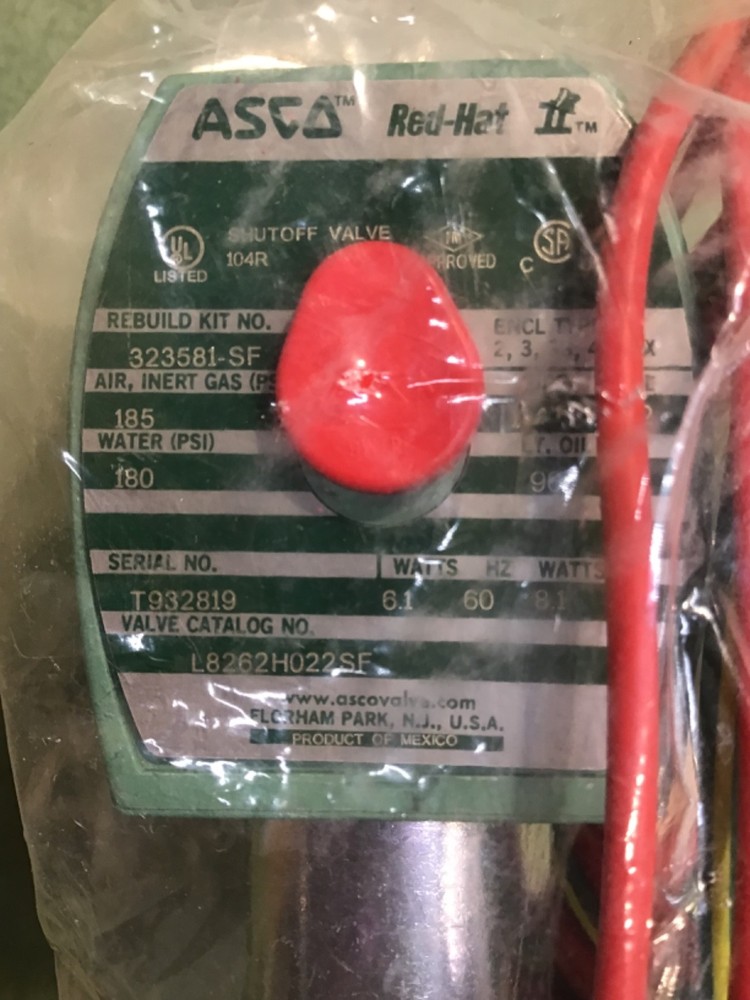 ASCO™ Red-Hat II™
UL LISTED
SHUTOFF VALVE
104R
C SA
REBUILD KIT NO.
323581-SF
ENCL
2, 3,
AIR, INERT GAS
185
WATER (PSI)
180
SERIAL NO. WATTS HZ WATTS
T932819 6.1 60 8.1
VALVE CATALOG NO.
L8262H022SF
www.ascovalve.com
FLORHAM PARK, N.J., U.S.A.
PRODUCT OF MEXICO